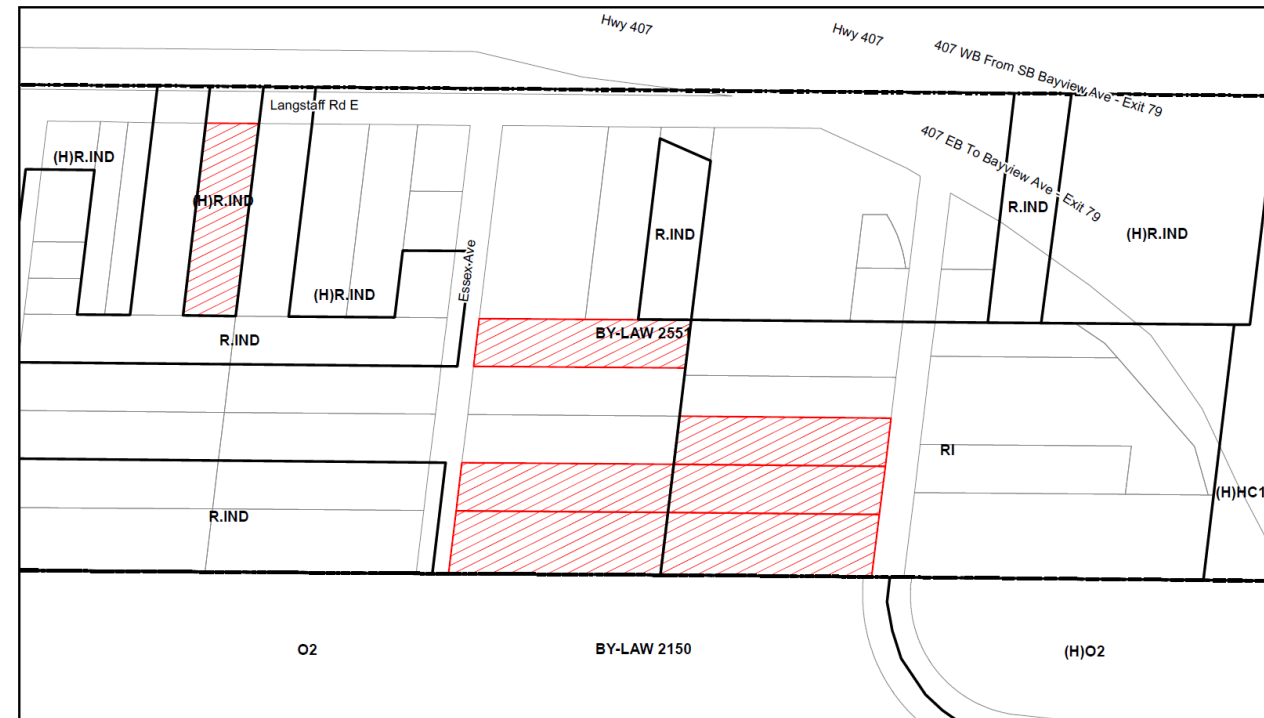 Hwy 407
Hwy 407
407 WB From SB Bayview Ave - Exit 79
Langstaff Rd E
407 EB To Bayview Ave - Exit 79
(H)R.IND
(H)R.IND
R.IND
R.IND
(H)R.IND
Essex Ave
(H)R.IND
R.IND
BY-LAW 2551
RI
(H)HC1
R.IND
O2
BY-LAW 2150
(H)O2